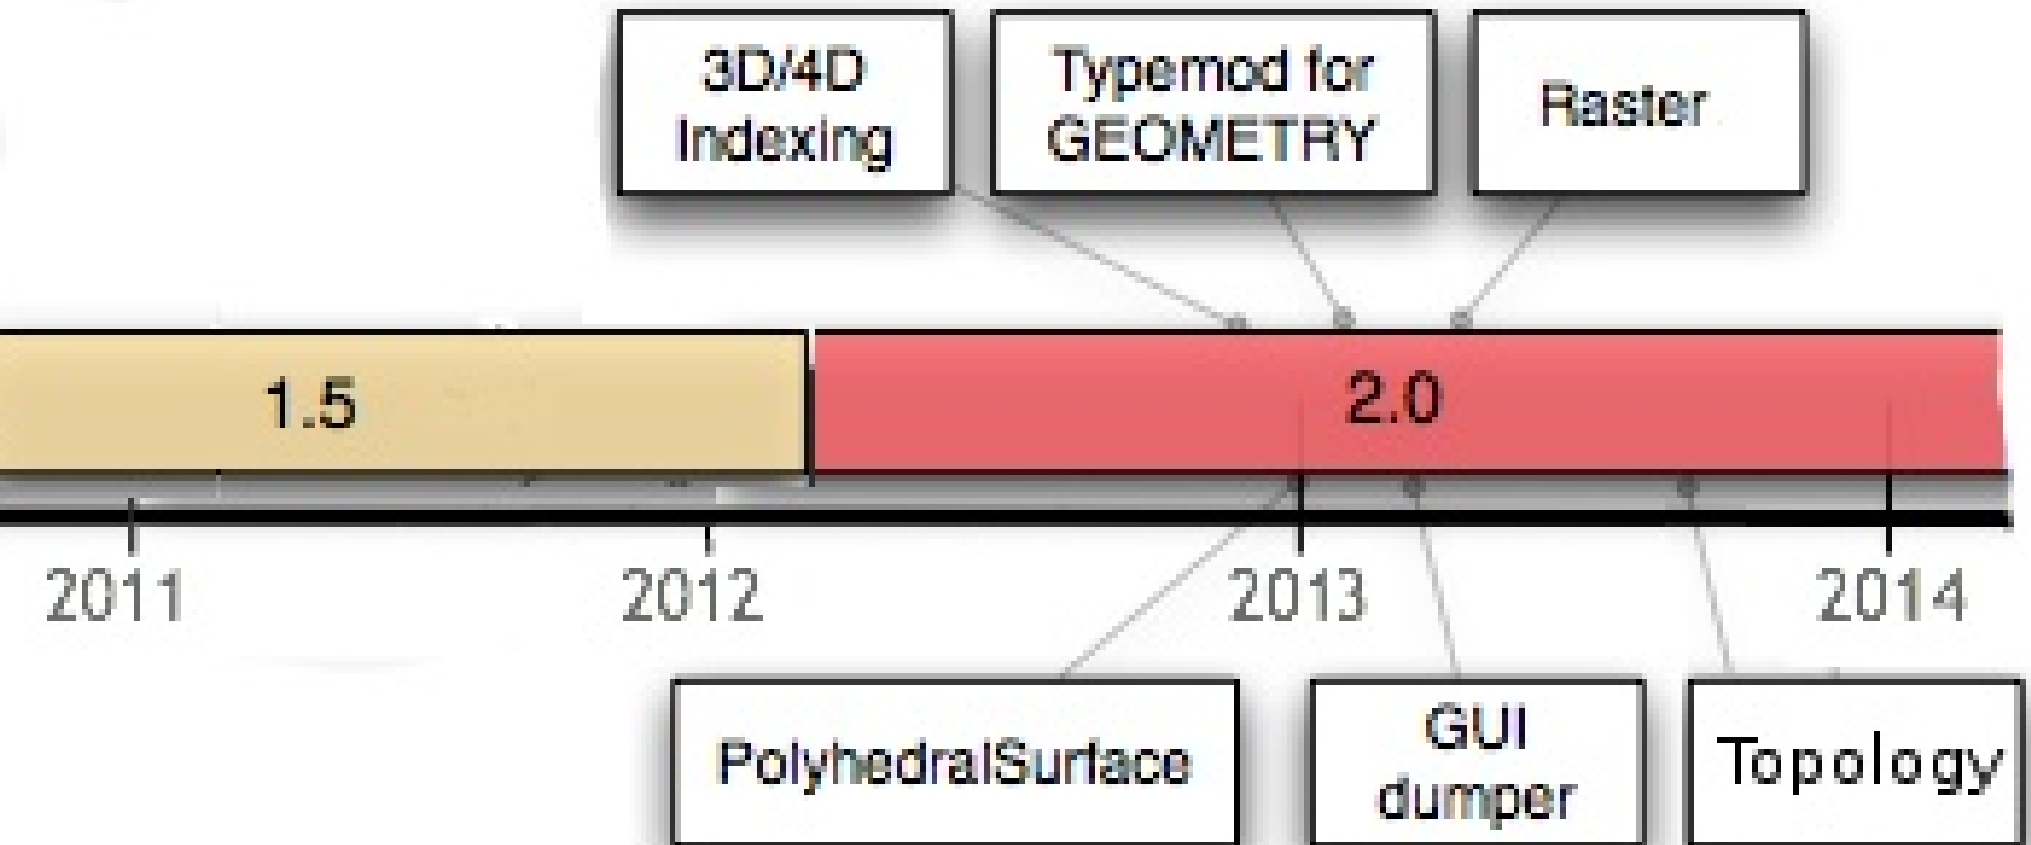 3D/4D
Indexing
Typemod for
GEOMETRY
Raster
1.5
2.0
2011
2012
2013
2014
PolyhedralSurface
GUI
dumper
Topology